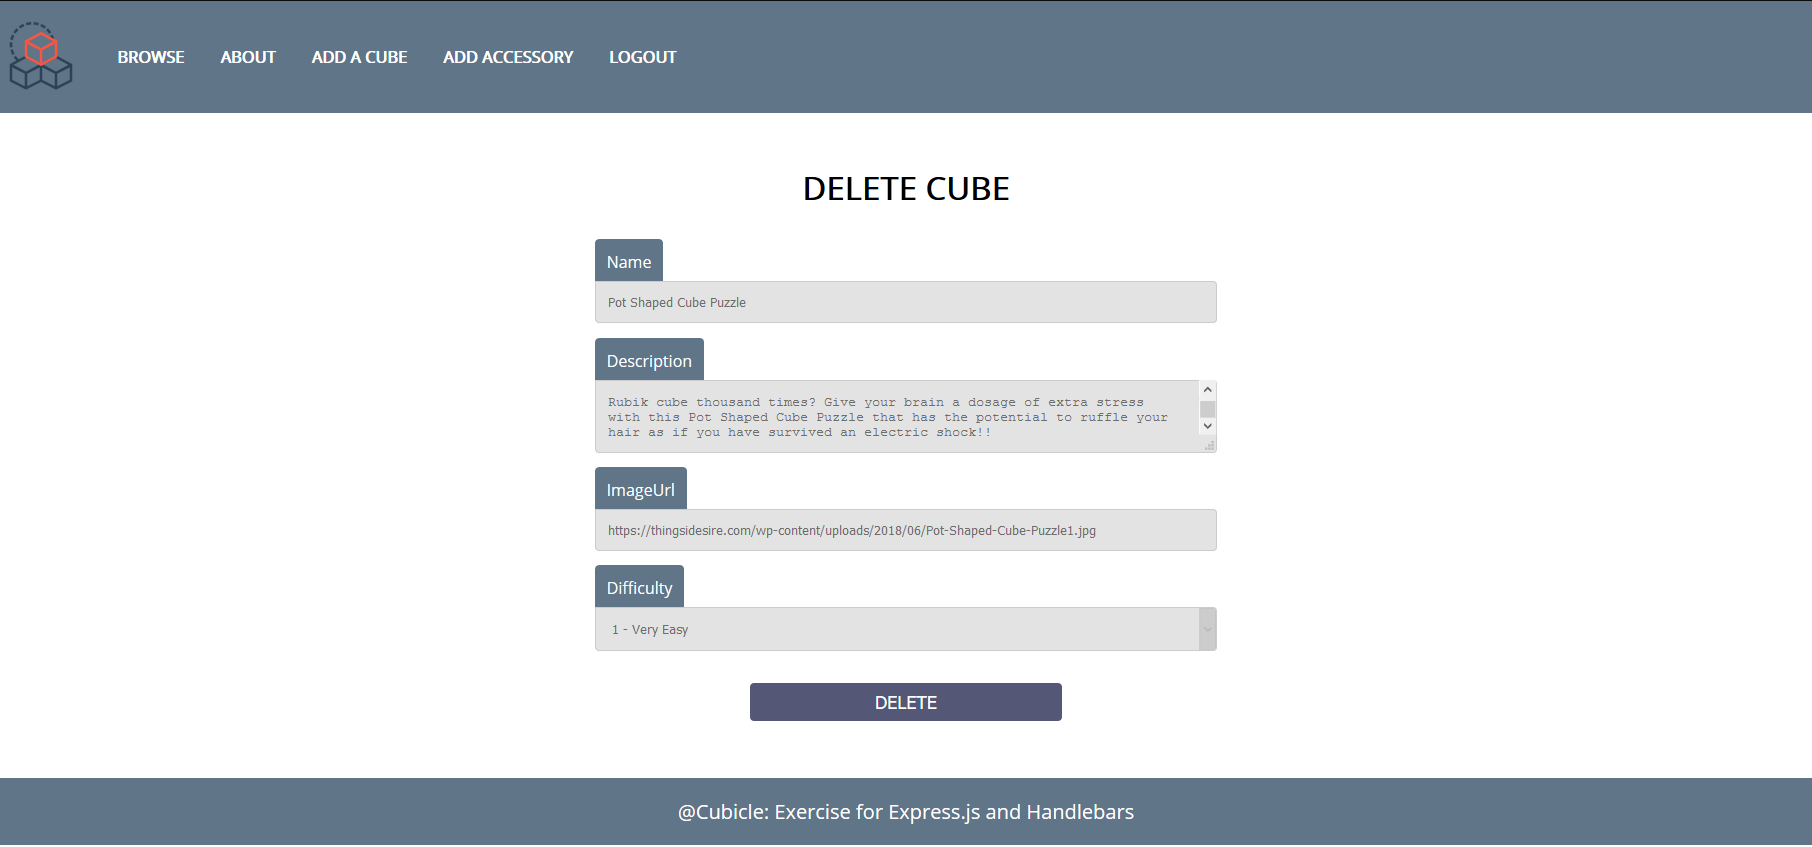 BROWSE ABOUT ADD A CUBE ADD ACCESSORY LOGOUT
DELETE CUBE
Name
Pot Shaped Cube Puzzle
Description
Rubik cube thousand times? Give your brain a dosage of extra stress
with this Pot Shaped Cube Puzzle that has the potential to ruffle your
hair as if you have survived an electric shock!!
ImageUrl
https://thingsidesire.com/wp-content/uploads/2018/06/Pot-Shaped-Cube-Puzzle1.jpg
Difficulty
1 - Very Easy
DELETE
@Cubicle: Exercise for Express.js and Handlebars